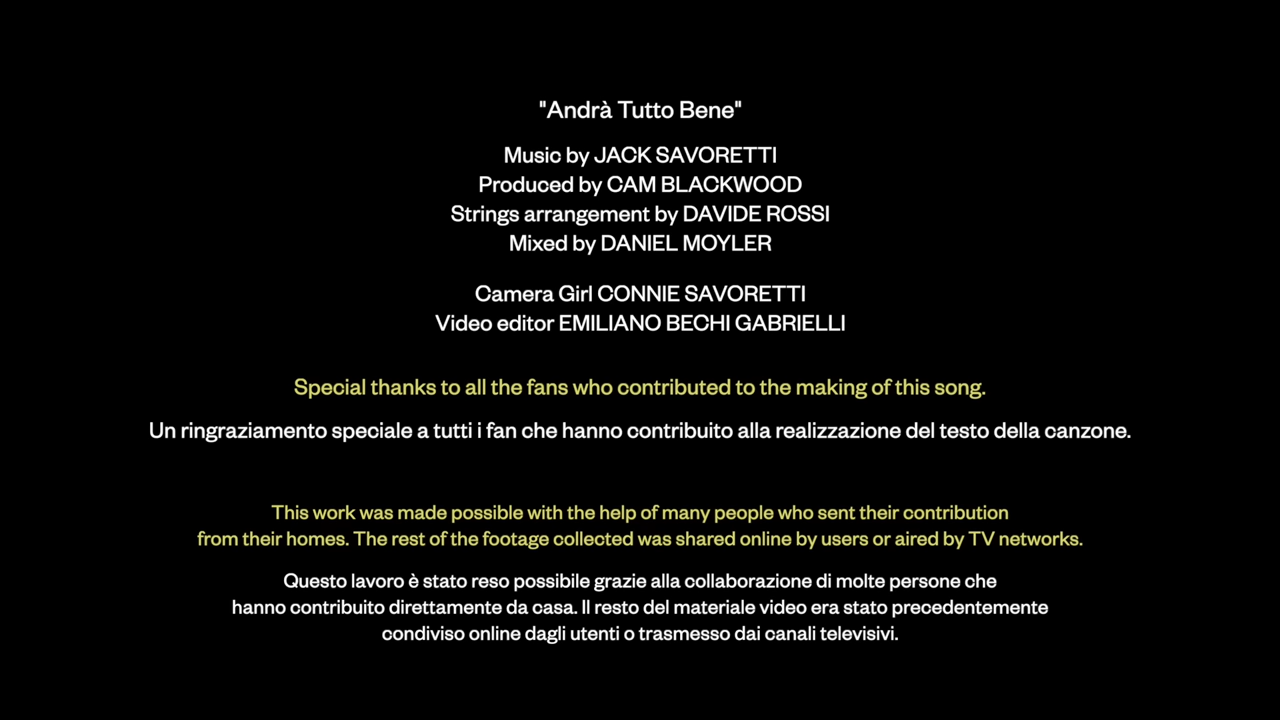 "Andrà Tutto Bene"
Music by JACK SAVORETTI
Produced by CAM BLACKWOOD
Strings arrangement by DAVIDE ROSSI
Mixed by DANIEL MOYLER
Camera Girl CONNIE SAVORETTI
Video editor EMILIANO BECHI GABRIELLI
Special thanks to all the fans who contributed to the making of this song.
Un ringraziamento speciale a tutti i fan che hanno contribuito alla realizzazione del testo della canzone.
This work was made possible with the help of many people who sent their contribution
from their homes. The rest of the footage collected was shared online by users or aired by TV networks.
Questo lavoro è stato reso possibile grazie alla collaborazione di molte persone che
hanno contribuito direttamente da casa. Il resto del materiale video era stato precedentemente
condiviso online dagli utenti o trasmesso dai canali televisivi.